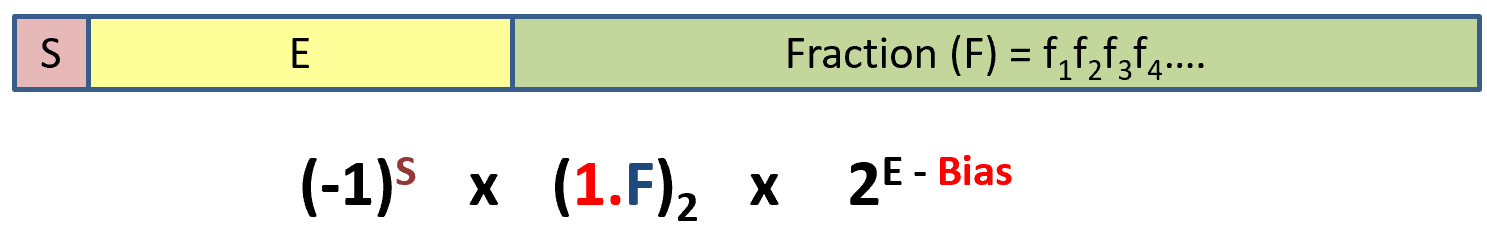 S E Fraction (F) = f₁f₂f₃f₄....
(-1)ˢ x (1.F)₂ x 2ᴱ ⁻ ᴮⁱᵃˢ